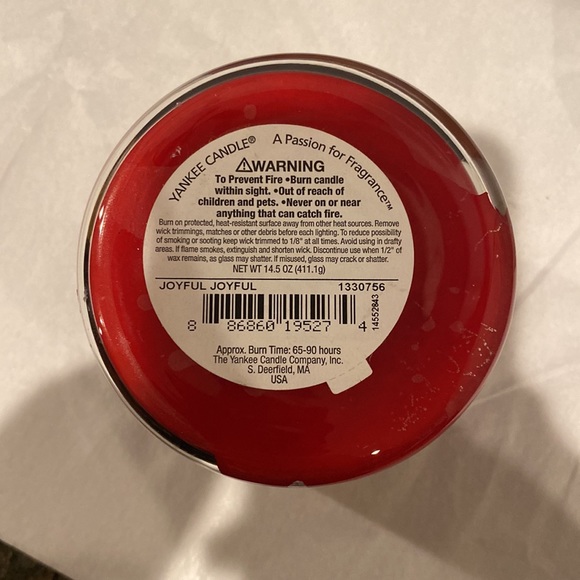 YANKEE CANDLE® A Passion for Fragrance™
⚠WARNING
To Prevent Fire •Burn candle
within sight. •Out of reach of
children and pets. •Never on or near
anything that can catch fire.
Burn on protected, heat-resistant surface away from other heat sources. Remove
wick trimmings, matches or other debris before each lighting. To reduce possibility
of smoking or sooting keep wick trimmed to 1/8" at all times. Avoid using in drafty
areas. If flame smokes, extinguish and shorten wick. Discontinue use when 1/2" of
wax remains, as glass may shatter. If misused, glass may crack or shatter.
NET WT 14.5 OZ (411.1g)
JOYFUL JOYFUL 1330756
8 86860 19527 4
14552843
Approx. Burn Time: 65-90 hours
The Yankee Candle Company, Inc.
S. Deerfield, MA
USA